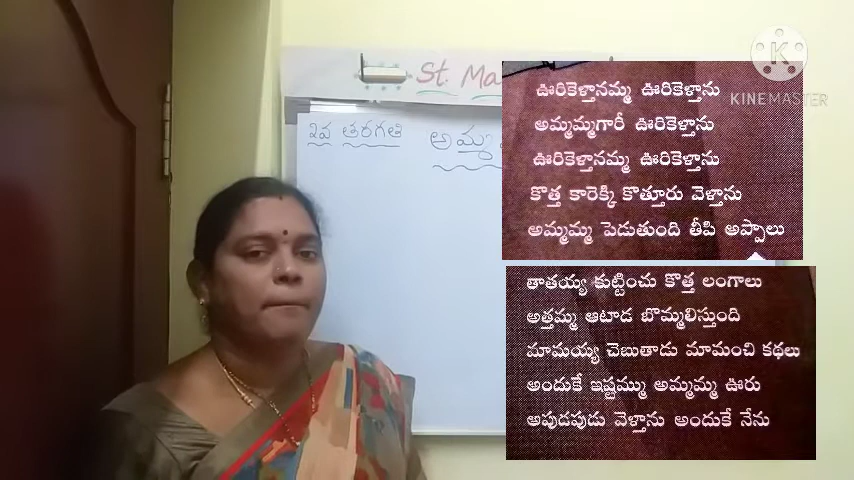 St. Ma
KINEMASTER
2వ తరగతి
అమ్మ
ఊరికెళ్తానమ్మ ఊరికెళ్తాను
అమ్మమ్మగారీ ఊరికెళ్తాను
ఊరికెళ్తానమ్మ ఊరికెళ్తాను
కొత్త కారెక్కి కొత్తూరు వెళ్తాను
అమ్మమ్మ పెడుతుంది తీపి అప్పాలు
తాతయ్య కుట్టించు కొత్త లంగాలు
అత్తమ్మ ఆటాడ బొమ్మలిస్తుంది
మామయ్య చెబుతాడు మామంచి కథలు
అందుకే ఇష్టమ్ము అమ్మమ్మ ఊరు
అపుడపుడు వెళ్తాను అందుకే నేను